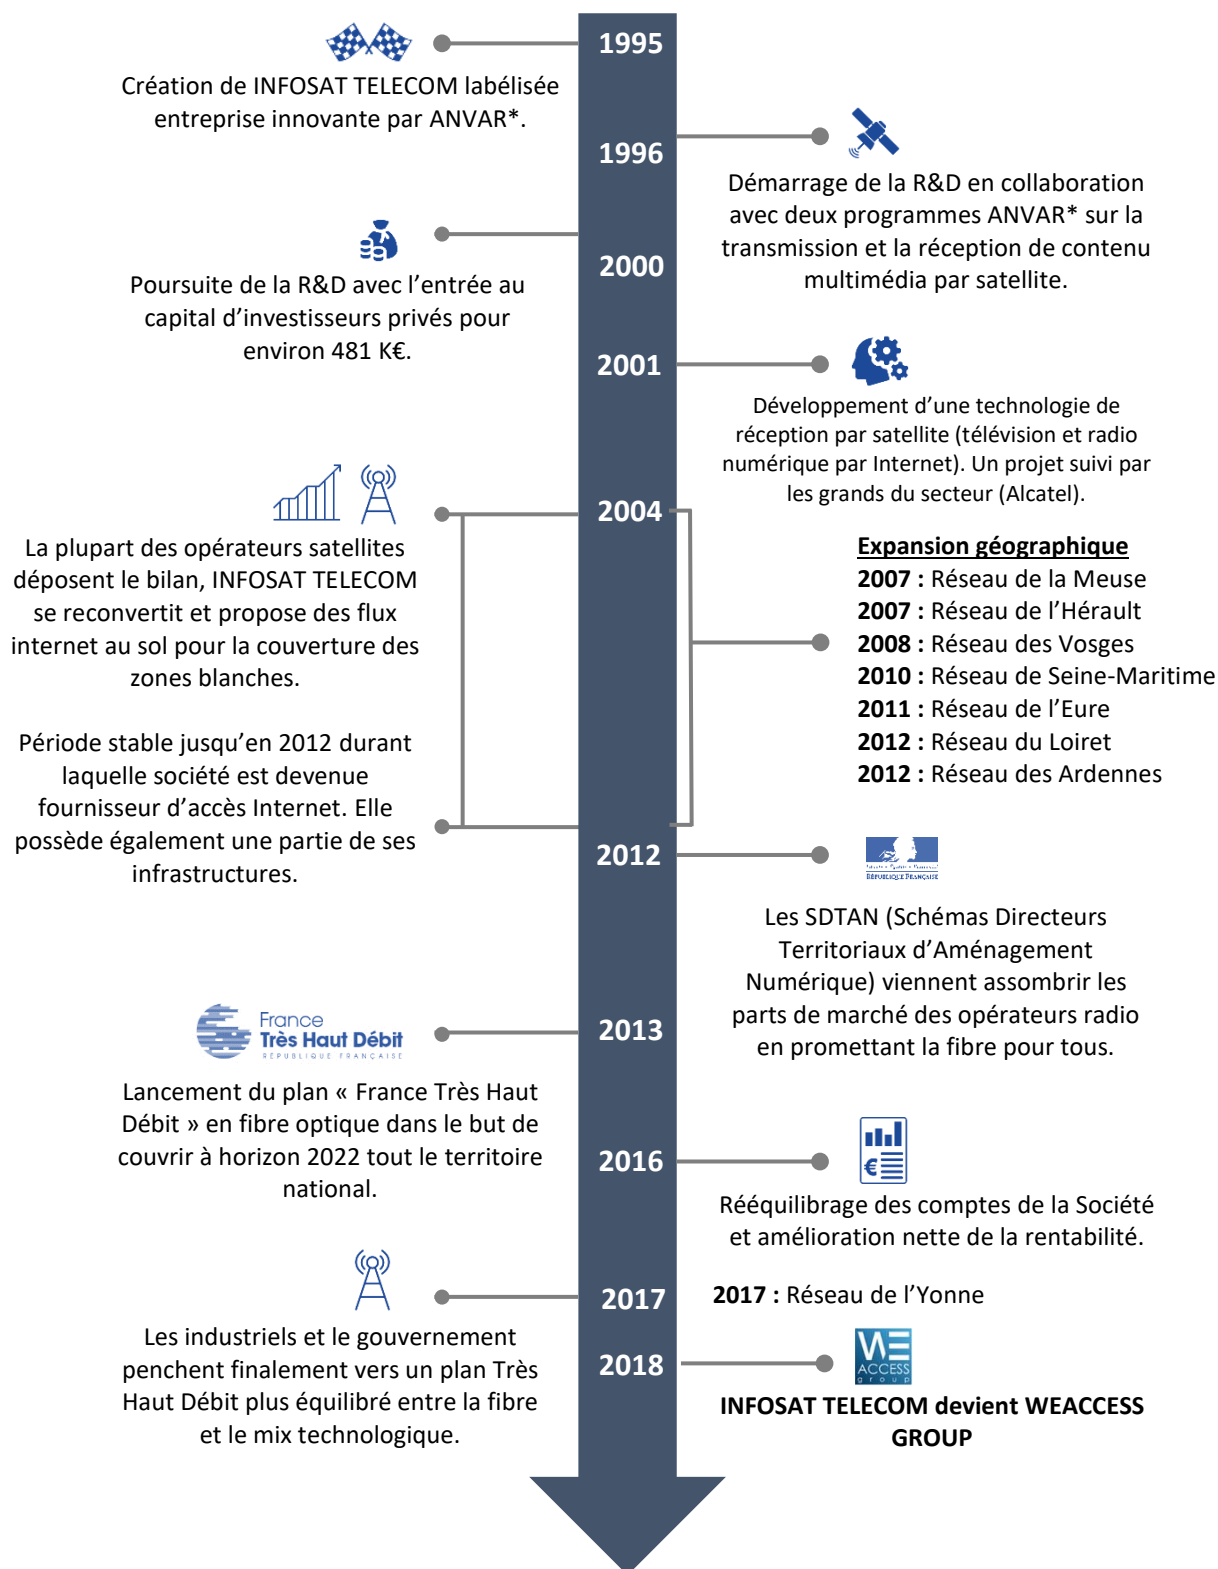 1995
Création de INFOSAT TELECOM labélisée
entreprise innovante par ANVAR*.
1996
Démarrage de la R&D en collaboration
avec deux programmes ANVAR* sur la
transmission et la réception de contenu
multimédia par satellite.
2000
Poursuite de la R&D avec l’entrée au
capital d’investisseurs privés pour
environ 481 K€.
2001
Développement d’une technologie de
réception par satellite (télévision et radio
numérique par Internet). Un projet suivi par
les grands du secteur (Alcatel).
2004
La plupart des opérateurs satellites
déposent le bilan, INFOSAT TELECOM
se reconvertit et propose des flux
internet au sol pour la couverture des
zones blanches.
Période stable jusqu’en 2012 durant
laquelle société est devenue
fournisseur d’accès Internet. Elle
possède également une partie de ses
infrastructures.
Expansion géographique
2007 : Réseau de la Meuse
2007 : Réseau de l’Hérault
2008 : Réseau des Vosges
2010 : Réseau de Seine-Maritime
2011 : Réseau de l’Eure
2012 : Réseau du Loiret
2012 : Réseau des Ardennes
2012
RÉPUBLIQUE FRANÇAISE
Les SDTAN (Schémas Directeurs
Territoriaux d’Aménagement
Numérique) viennent assombrir les
parts de marché des opérateurs radio
en promettant la fibre pour tous.
2013
France
Très Haut Débit
RÉPUBLIQUE FRANÇAISE
Lancement du plan « France Très Haut
Débit » en fibre optique dans le but de
couvrir à horizon 2022 tout le territoire
national.
2016
€
Rééquilibrage des comptes de la Société
et amélioration nette de la rentabilité.
2017
2017 : Réseau de l’Yonne
Les industriels et le gouvernement
penchent finalement vers un plan Très
Haut Débit plus équilibré entre la fibre
et le mix technologique.
2018
WE
ACCESS
group
INFOSAT TELECOM devient WEACCESS
GROUP